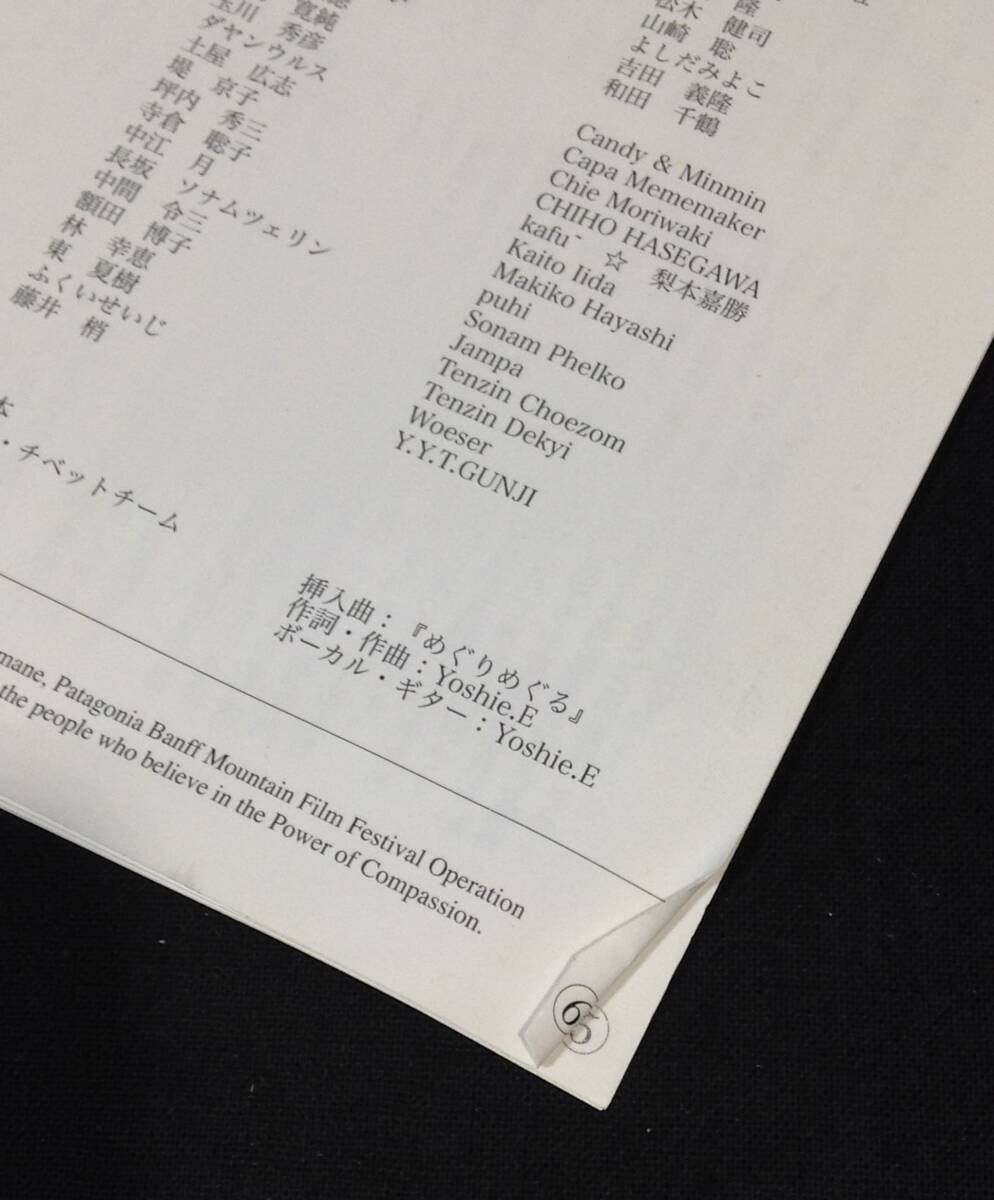 寛純
玉川 秀彦
ダヤンウルス
土屋 広志
堤 京子
坪内 秀三
寺倉 聡子
中江 月
長坂 ソナムツェリン
中間 令三
額田 博子
林 幸恵
東 夏樹
ふくいせいじ
藤井 梢
本
・チベットチーム
隆
松木 健司
山崎 聡
よしだみよこ
吉田 義隆
和田 千鶴
Candy & Minmin
Capa Mememaker
Chie Moriwaki
CHIHO HASEGAWA
kafu- ☆ 梨本嘉勝
Kaito Iida
Makiko Hayashi
puhi
Sonam Phelko
Jampa
Tenzin Choezom
Tenzin Dekyi
Woeser
Y.Y.T.GUNJI
挿入曲：『めぐりめぐる』
作詞・作曲：Yoshie.E
ボーカル・ギター：Yoshie.E
mane, Patagonia Banff Mountain Film Festival Operation
the people who believe in the Power of Compassion.
65